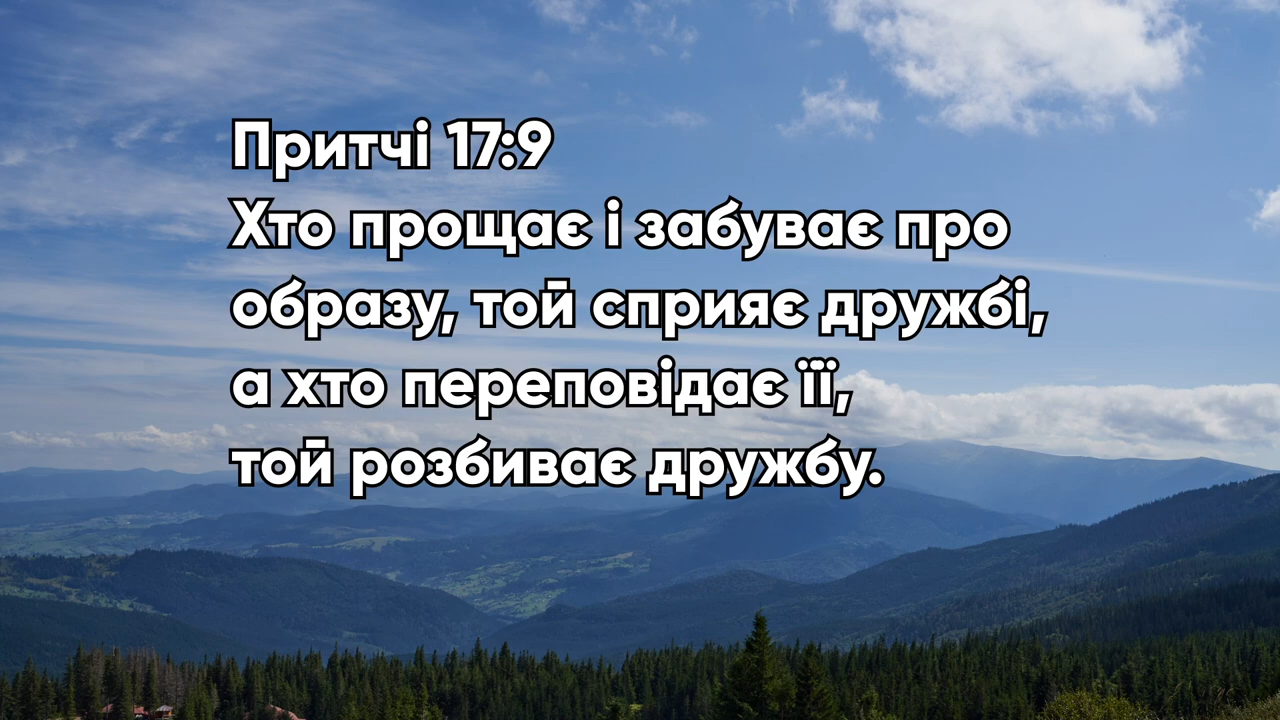 Притчі 17:9
Хто прощає і забуває про
образу, той сприяє дружбі,
а хто переповідає її,
той розбиває дружбу.